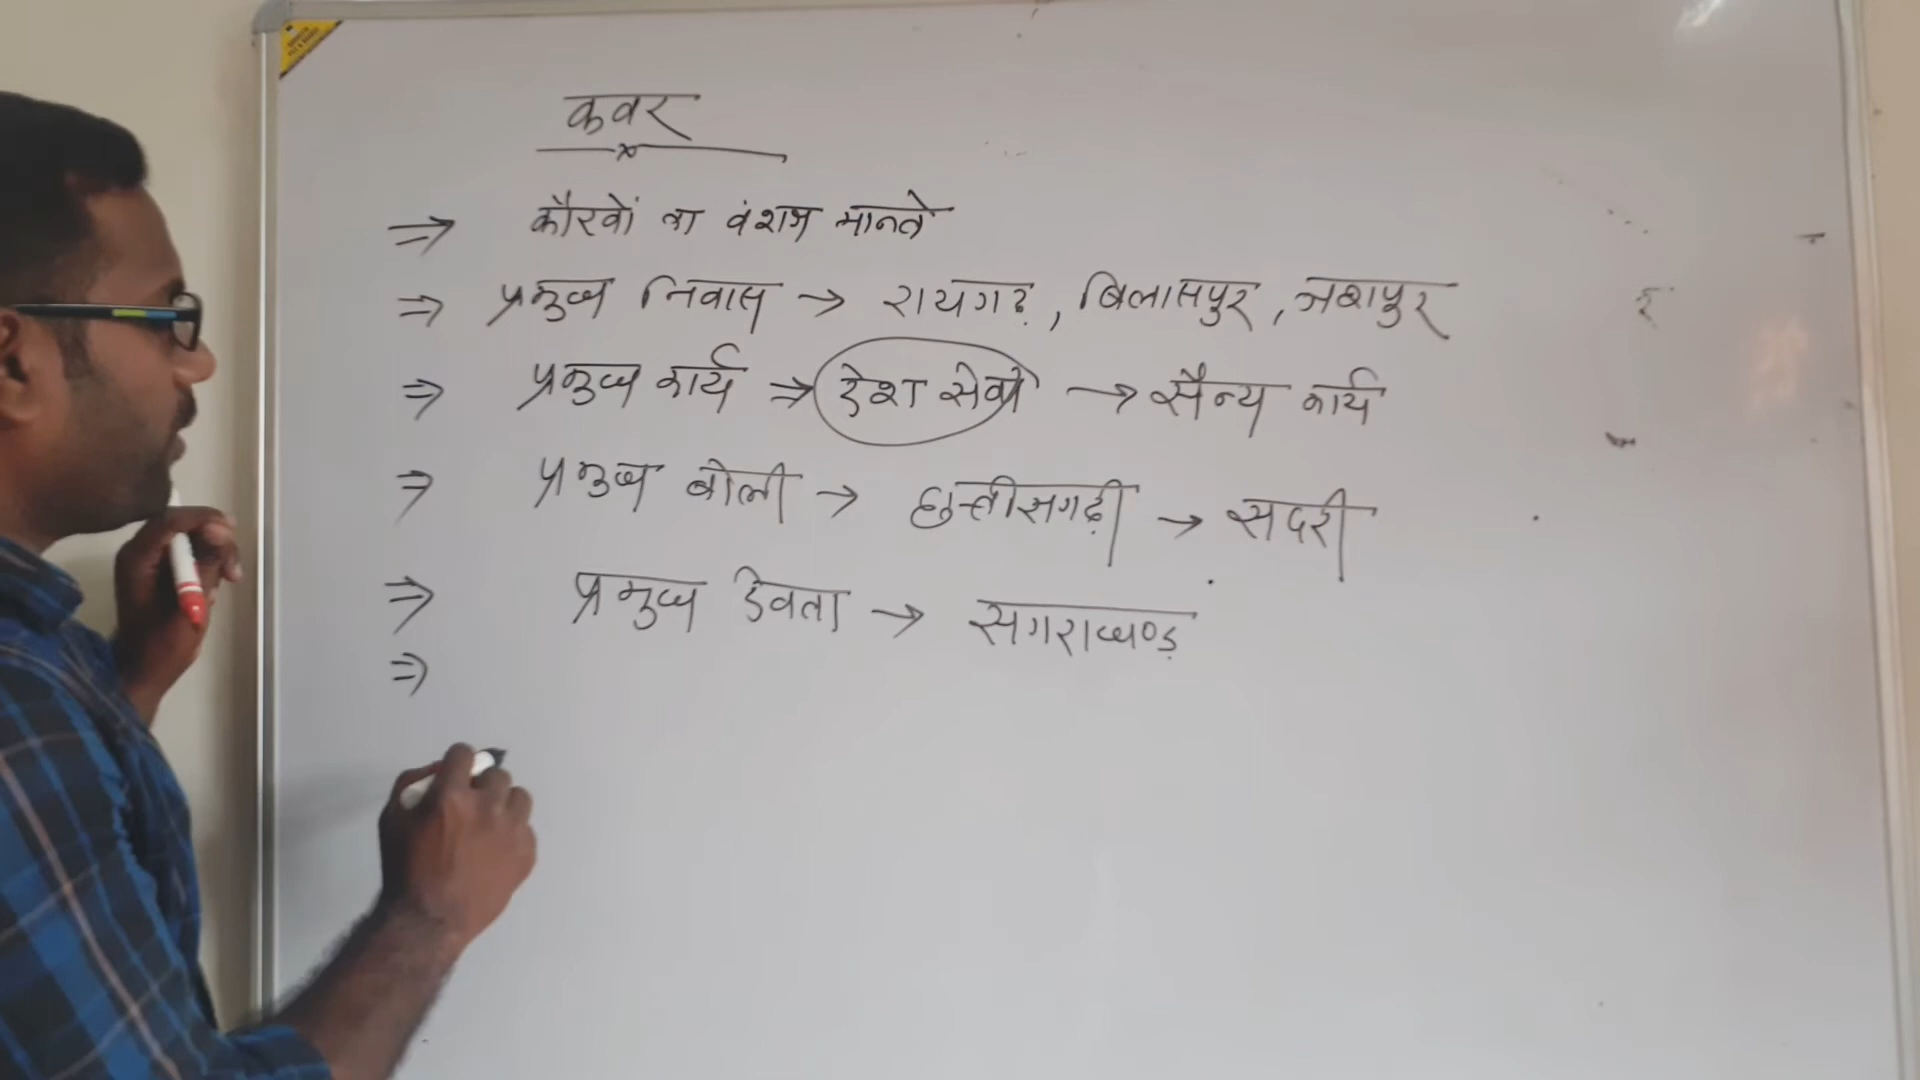 कवर
⇒ कौरवों का वंशज मानते
⇒ प्रमुख निवास → रायगढ़, बिलासपुर, जशपुर
⇒ प्रमुख कार्य ⇒ देश सेवा → सैन्य कार्य
⇒ प्रमुख बोली → छत्तीसगढ़ी → सदरी
⇒ प्रमुख देवता → सगराखण्ड़
⇒